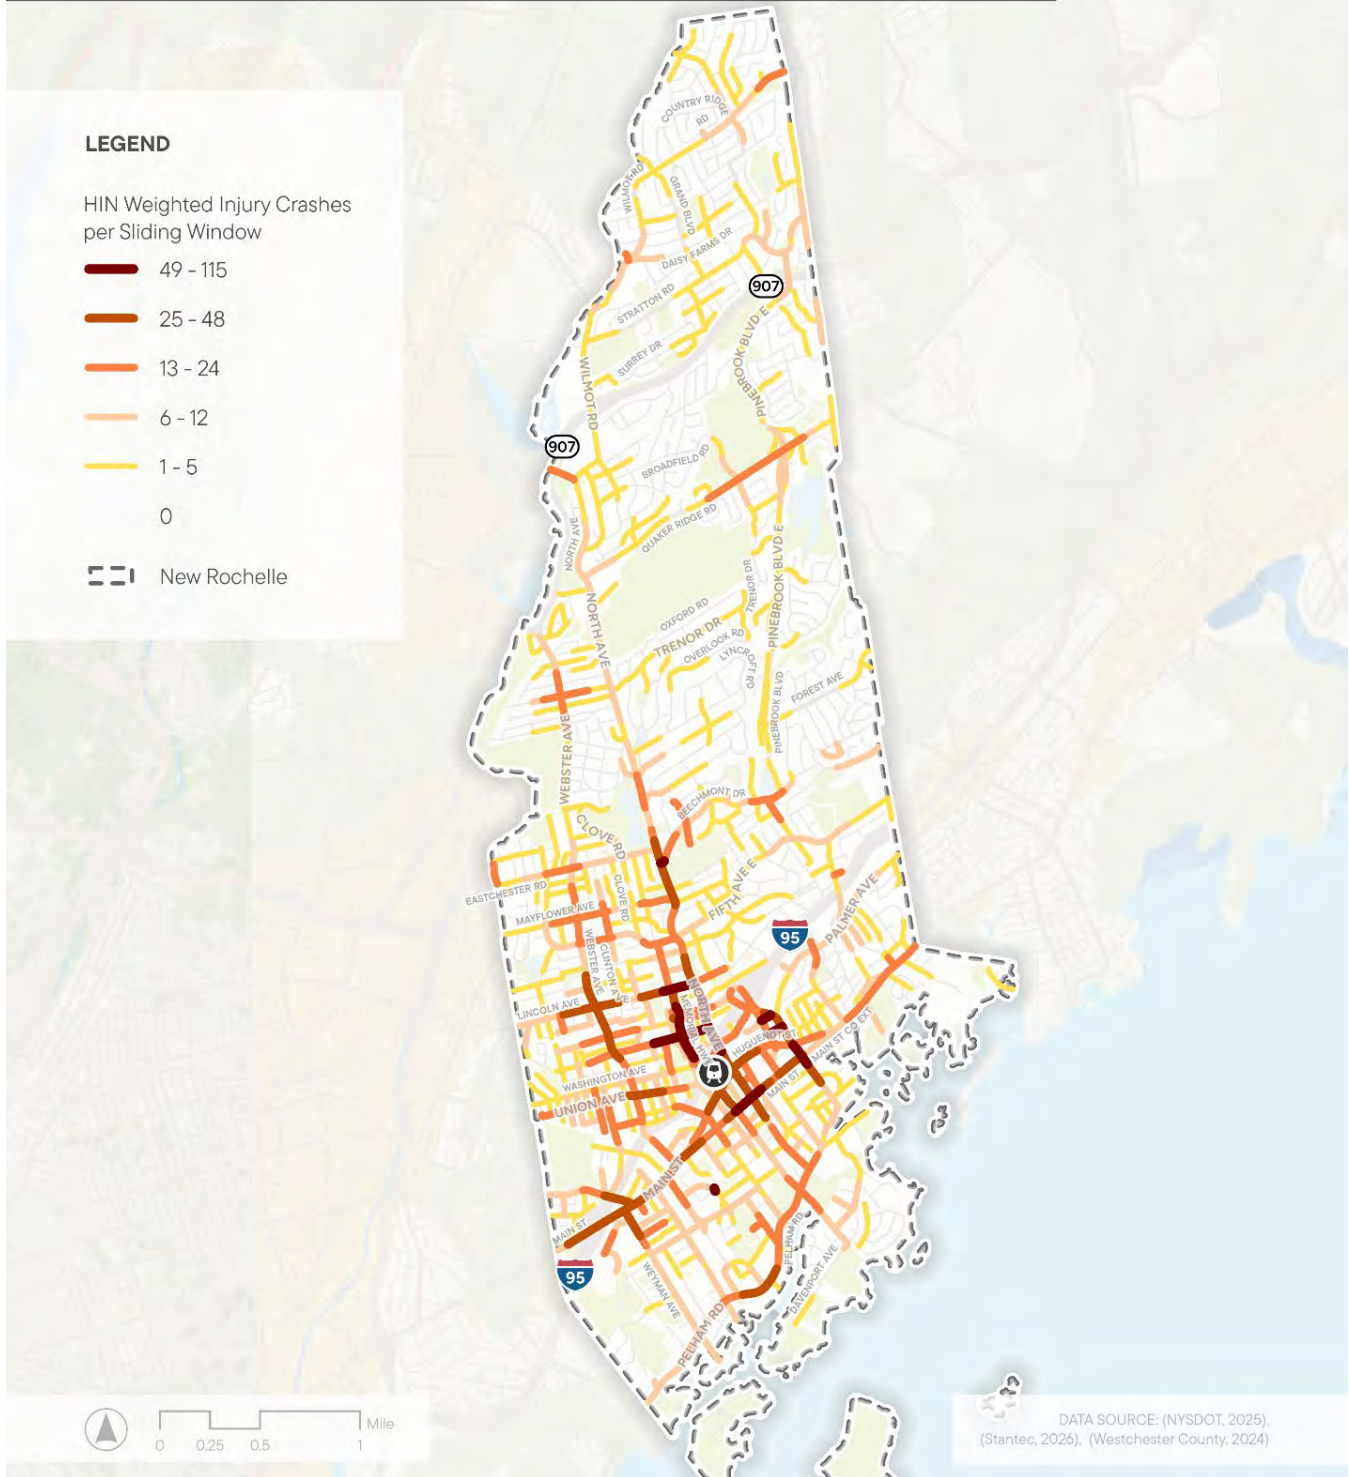 LEGEND
HIN Weighted Injury Crashes
per Sliding Window
49 - 115
25 - 48
13 - 24
6 - 12
1 - 5
0
New Rochelle
COUNTRY RIDGE
RD
WILMOT RD
GRAND BLVD
DAISY FARMS DR
907
STRATTON RD
SURREY DR
PINEBROOK BLVD E
WILMOT RD
907
BROADFIELD RD
QUAKER RIDGE RD
NORTH AVE
PINEBROOK BLVD E
TRENOR DR
NORTH AVE
OXFORD RD
TRENOR DR
OVERLOOK RD
LYNCROFT RD
FOREST AVE
PINEBROOK BLVD
WEBSTER AVE
BEECHMONT DR
CLOVE RD
FIFTH AVE E
EASTCHESTER RD
CLOVE RD
PALMER AVE
MAYFLOWER AVE
95
WEBSTER AVE
CLINTON AVE
LINCOLN AVE
NORTH AVE
MEMORIAL HWY
HUGUENOT ST
MAIN ST CO EXT
WASHINGTON AVE
MAIN ST
UNION AVE
MAIN ST
MAIN ST
PELHAM RD
95
WEYMAN AVE
DAVENPORT AVE
PELHAM RD
Mile
0 0.25 0.5 1
DATA SOURCE: (NYSDOT, 2025),
(Stantec, 2026), (Westchester County, 2024)